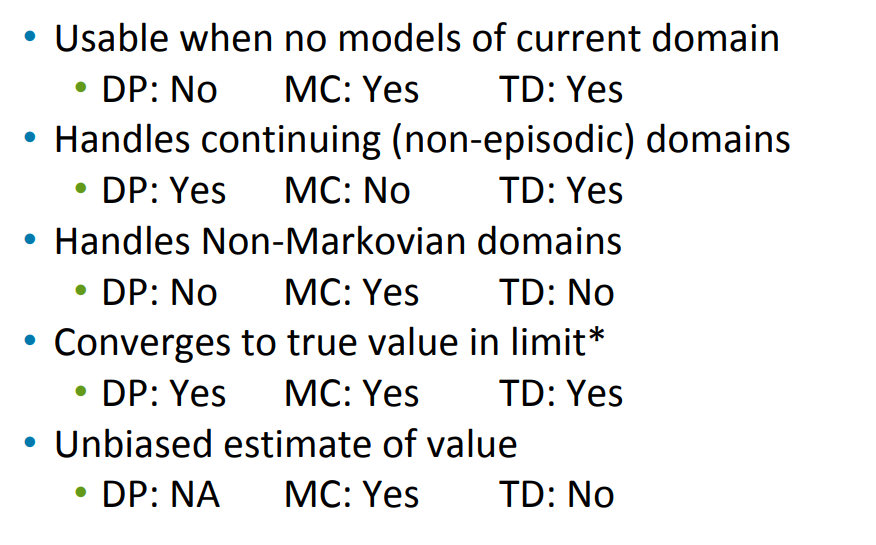 • Usable when no models of current domain
• DP: No MC: Yes TD: Yes
• Handles continuing (non-episodic) domains
• DP: Yes MC: No TD: Yes
• Handles Non-Markovian domains
• DP: No MC: Yes TD: No
• Converges to true value in limit*
• DP: Yes MC: Yes TD: Yes
• Unbiased estimate of value
• DP: NA MC: Yes TD: No